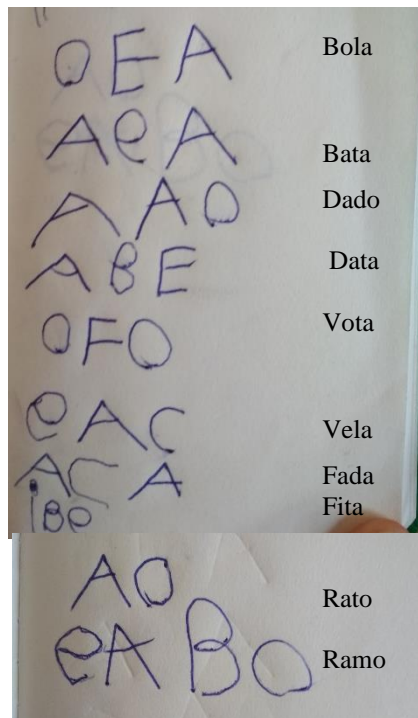 OEA Bola
AeA Bata
AAO Dado
ABE Data
OFO Vota
eAC Vela
ACA Fada
iBe Fita
AO Rato
eABO Ramo